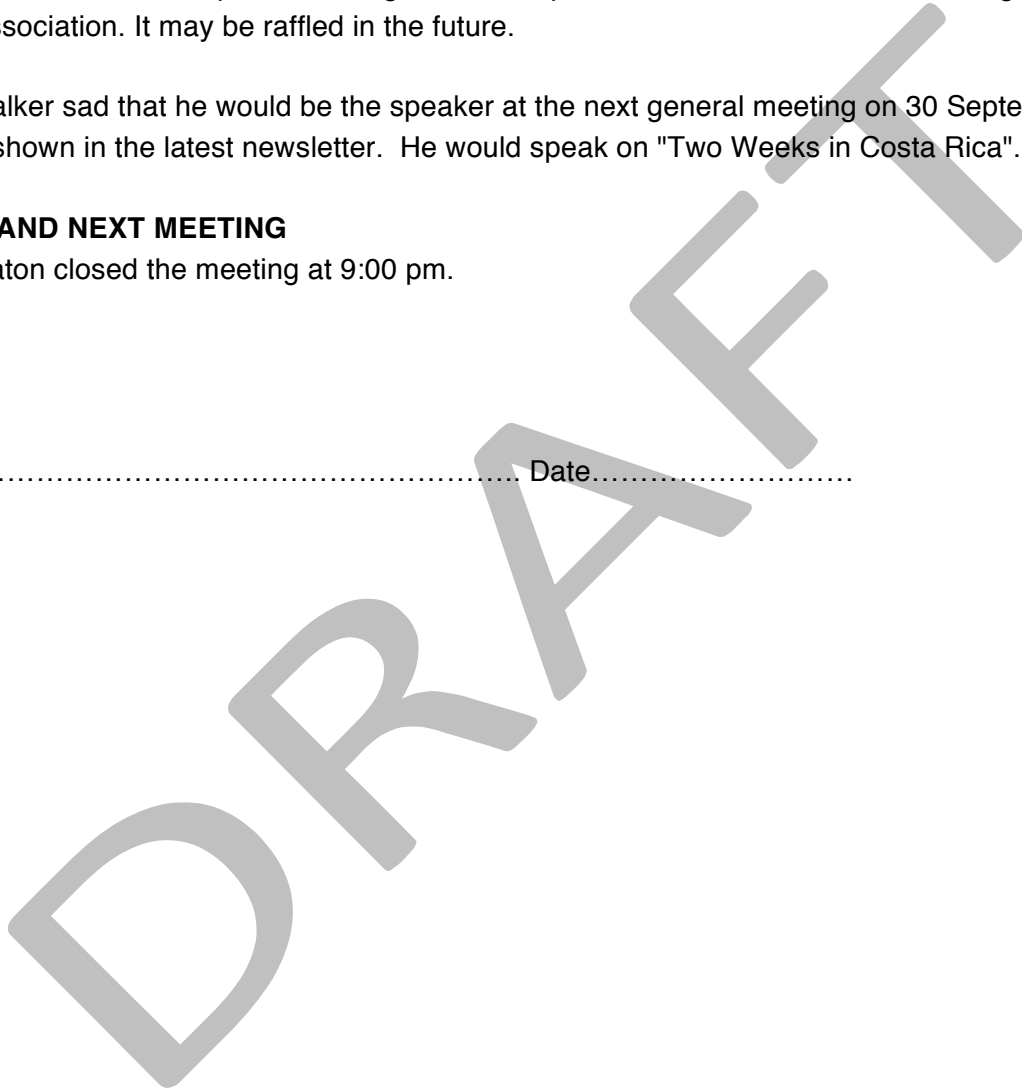 ssociation. It may be raffled in the future.
alker sad that he would be the speaker at the next general meeting on 30 Septe
shown in the latest newsletter.  He would speak on "Two Weeks in Costa Rica".
AND NEXT MEETING
aton closed the meeting at 9:00 pm.
……………………………………………….. Date………………………
DRAFT